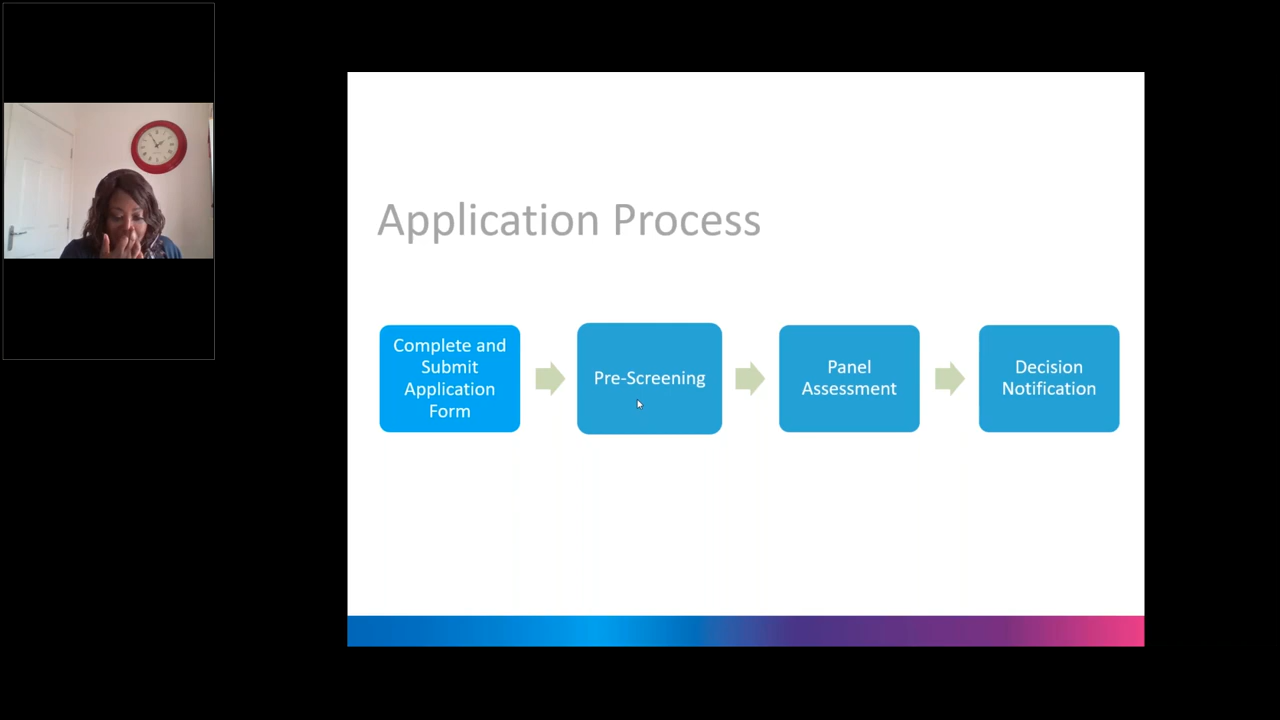 Application Process
Complete and
Submit
Application
Form
Pre-Screening
Panel
Assessment
Decision
Notification